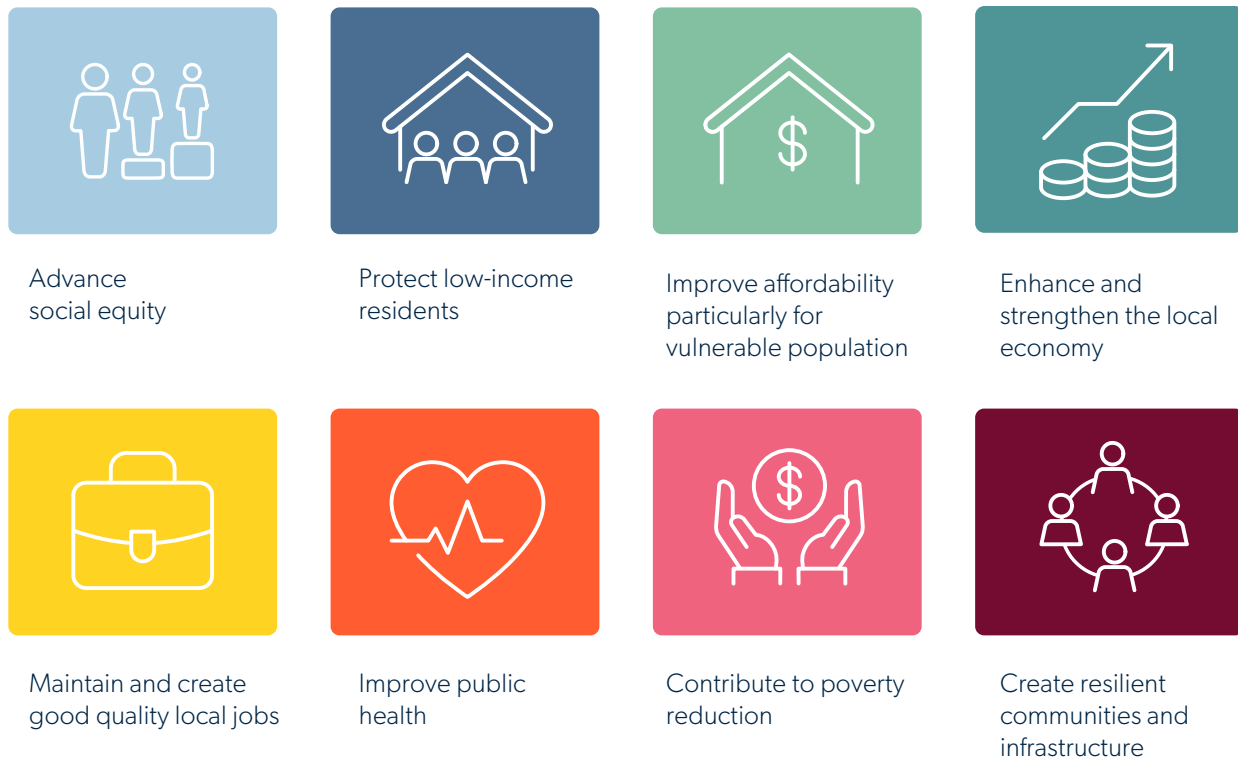 Advance
social equity
Protect low-income
residents
Improve affordability
particularly for
vulnerable population
Enhance and
strengthen the local
economy
Maintain and create
good quality local jobs
Improve public
health
Contribute to poverty
reduction
Create resilient
communities and
infrastructure